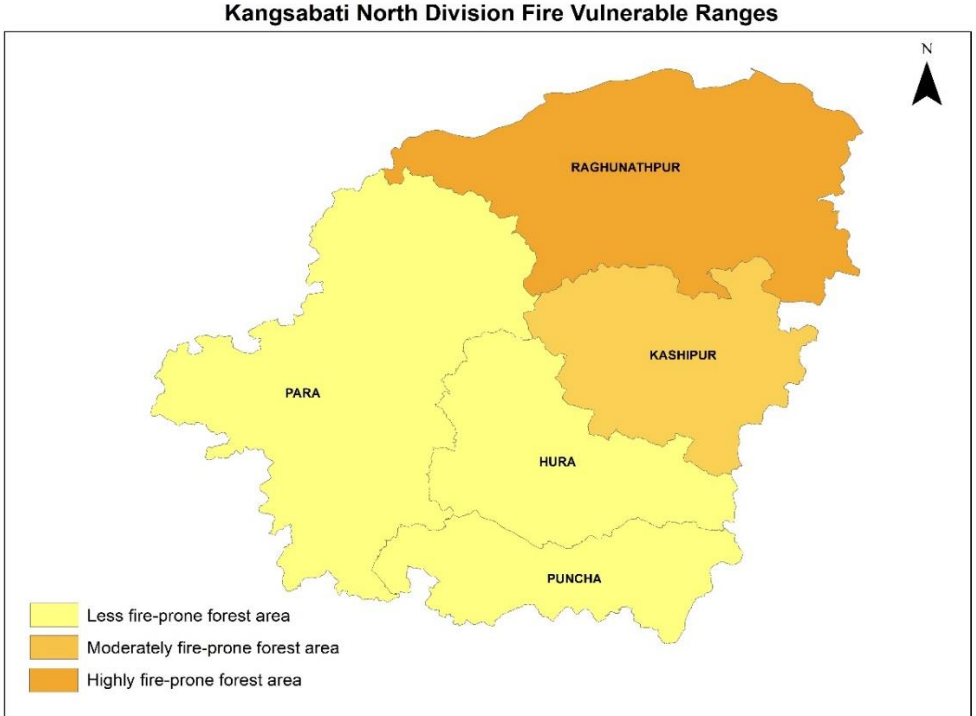 Kangsabati North Division Fire Vulnerable Ranges
N
RAGHUNATHPUR
KASHIPUR
PARA
HURA
PUNCHA
Less fire-prone forest area
Moderately fire-prone forest area
Highly fire-prone forest area